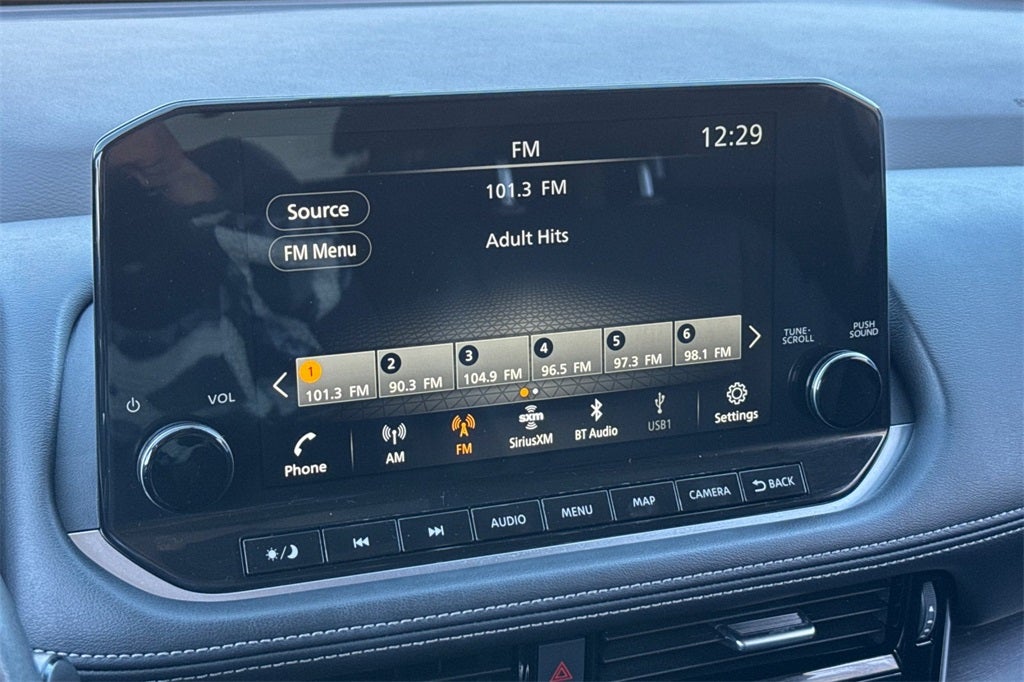 FM
12:29
Source
101.3 FM
FM Menu
Adult Hits
1
2
3
4
5
6
101.3 FM
90.3 FM
104.9 FM
96.5 FM
97.3 FM
98.1 FM
TUNE·
SCROLL
PUSH
SOUND
VOL
Phone
AM
FM
sxm
SiriusXM
BT Audio
USB1
Settings
AUDIO
MENU
MAP
CAMERA
BACK